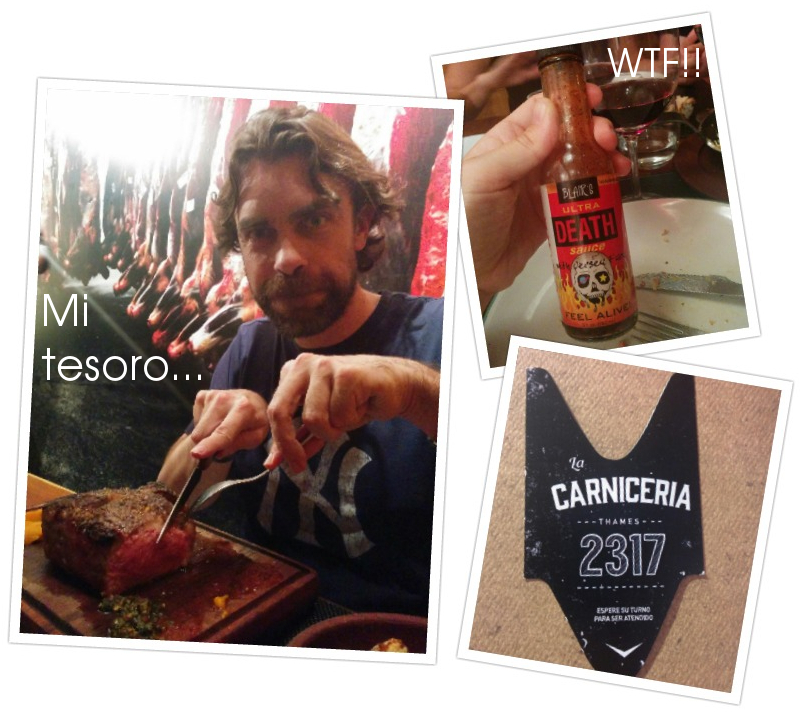 WTF!!
BLAIR'S
ULTRA
DEATH
sauce
FEEL ALIVE
Mi
tesoro...
NY
La
CARNICERIA
THAMES
2317
ESPERE SU TURNO
PARA SER ATENDIDO